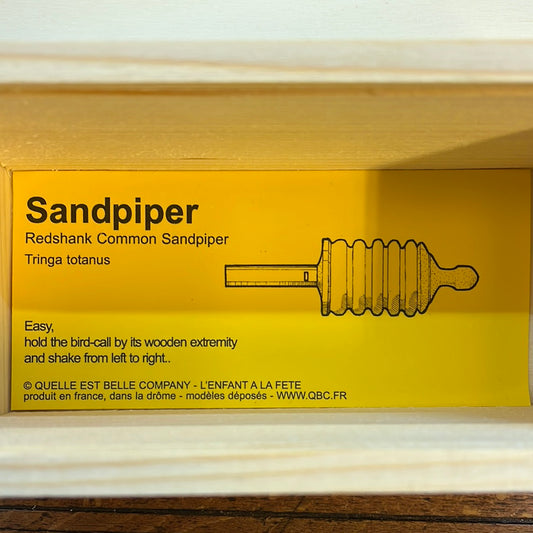 Sandpiper
Redshank Common Sandpiper
Tringa totanus
Easy,
hold the bird-call by its wooden extremity
and shake from left to right..
© QUELLE EST BELLE COMPANY - L'ENFANT A LA FETE
produit en france, dans la drôme - modèles déposés - WWW.QBC.FR